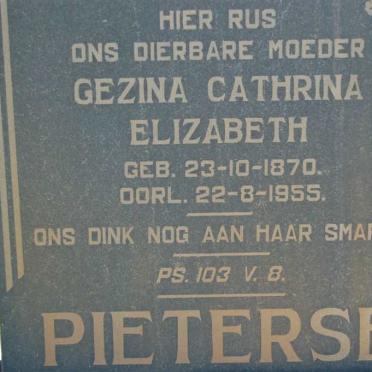 HIER RUS
ONS DIERBARE MOEDER
GEZINA CATHRINA
ELIZABETH
GEB. 23-10-1870.
OORL. 22-8-1955.
ONS DINK NOG AAN HAAR SMAR
PS. 103 V. 8.
PIETERSE